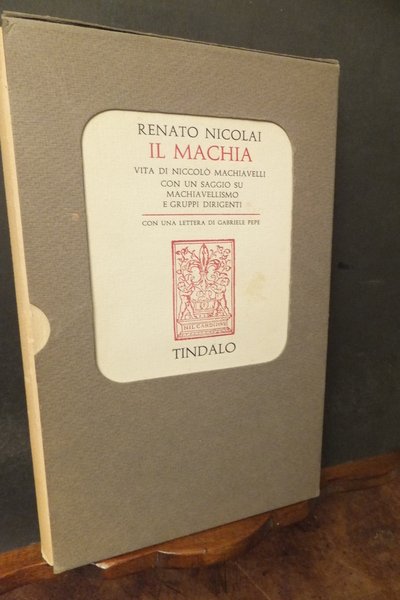 RENATO NICOLAI
IL MACHIA
VITA DI NICCOLÒ MACHIAVELLI
CON UN SAGGIO SU
MACHIAVELLISMO
E GRUPPI DIRIGENTI
CON UNA LETTERA DI GABRIELE PEPE
TINDALO